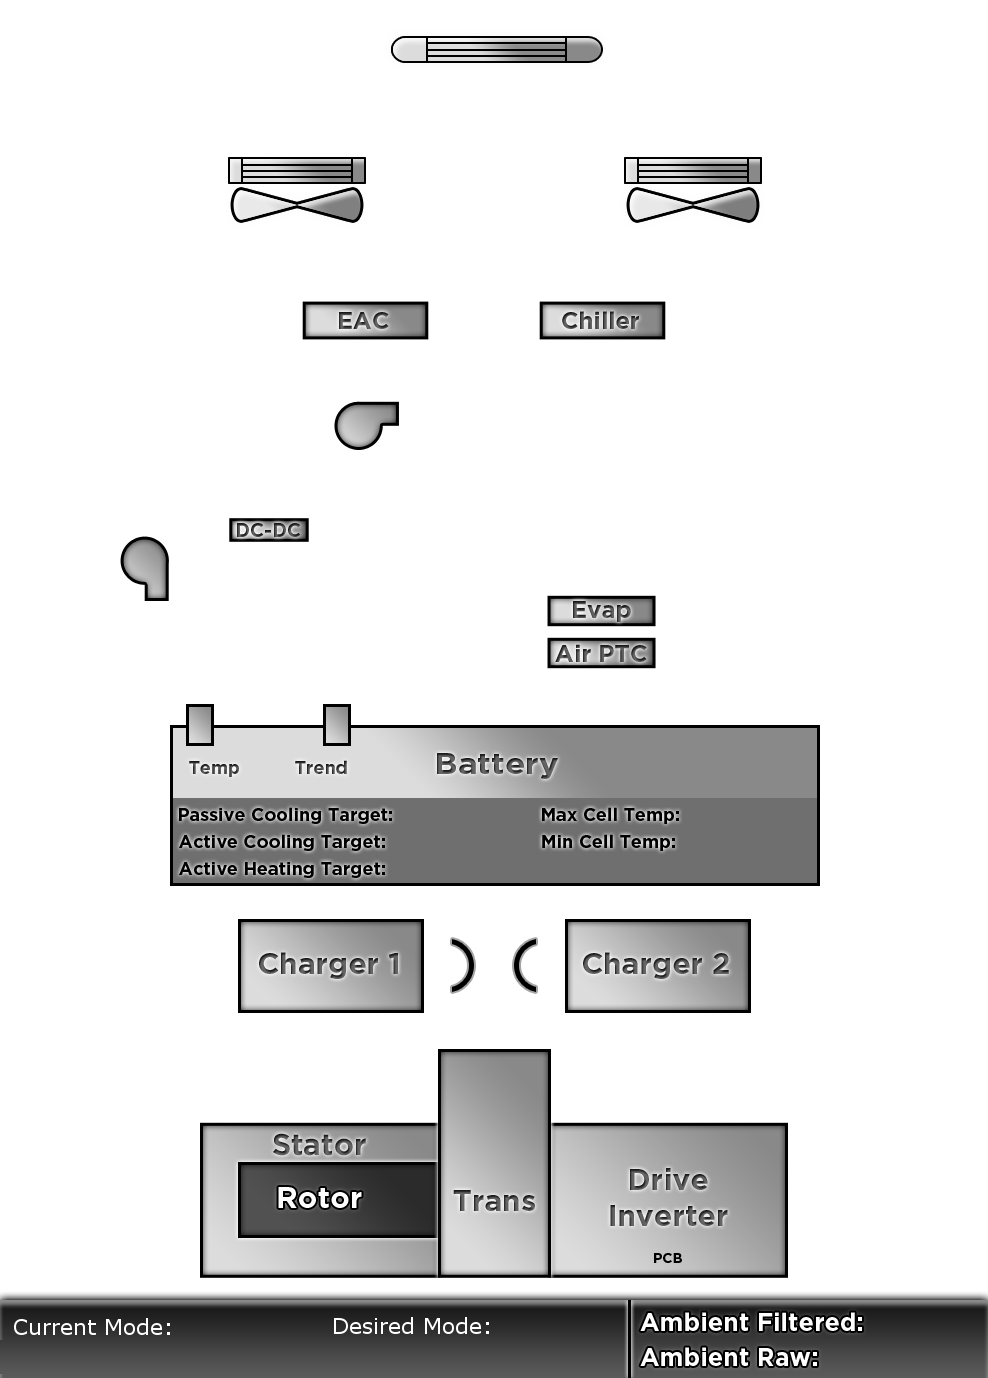 EAC
Chiller
DC-DC
Evap
Air PTC
Temp
Trend
Battery
Passive Cooling Target:
Max Cell Temp:
Active Cooling Target:
Min Cell Temp:
Active Heating Target:
Charger 1
Charger 2
Stator
Rotor
Trans
Drive
Inverter
PCB
Current Mode:
Desired Mode:
Ambient Filtered:
Ambient Raw: